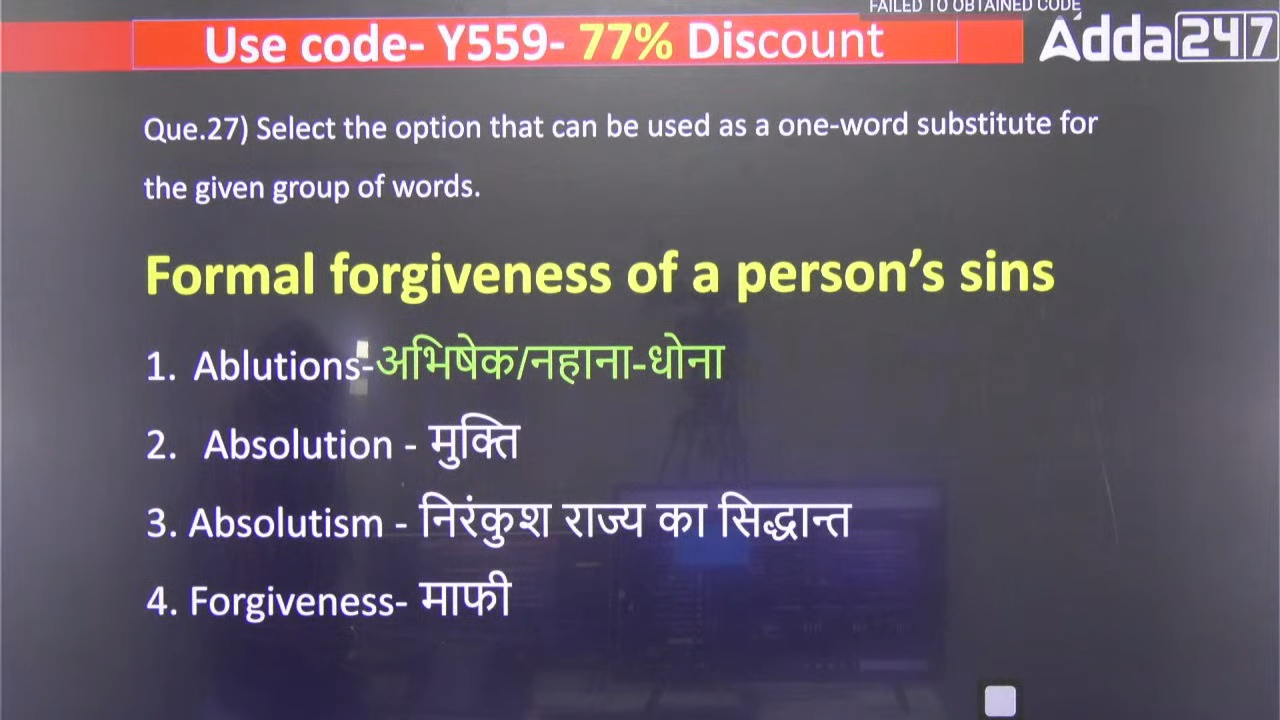 FAILED TO OBTAINED CODE
Use code- Y559- 77% Discount
Adda247
Que.27) Select the option that can be used as a one-word substitute for
the given group of words.
Formal forgiveness of a person’s sins
1. Ablutions-अभिषेक/नहाना-धोना
2. Absolution - मुक्ति
3. Absolutism - निरंकुश राज्य का सिद्धान्त
4. Forgiveness- माफी